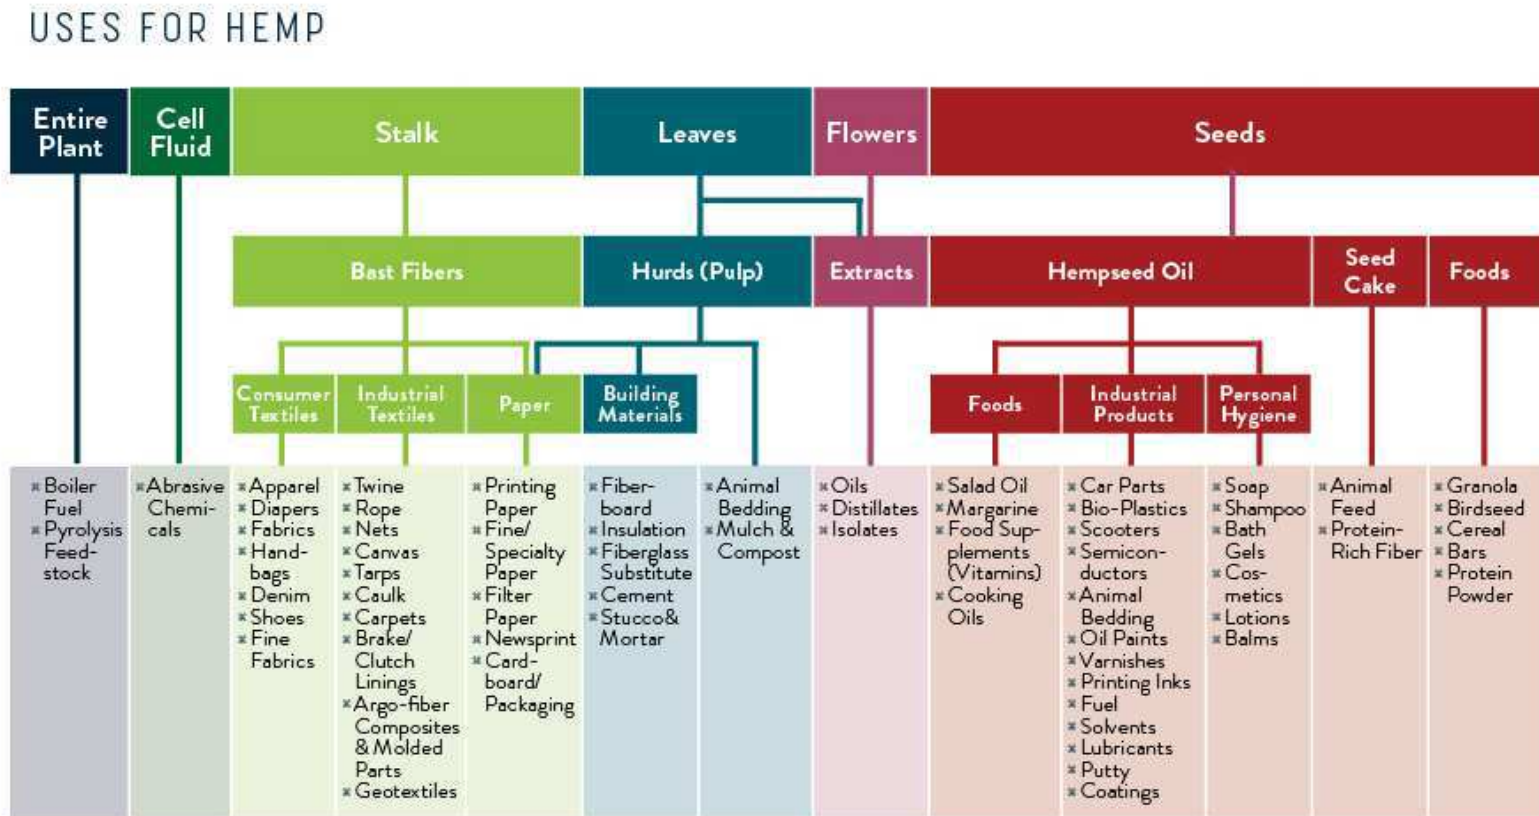 USES FOR HEMP
Entire
Plant
Cell
Fluid
Stalk
Leaves
Flowers
Seeds
Bast Fibers
Hurds (Pulp)
Extracts
Hempseed Oil
Seed
Cake
Foods
Consumer
Textiles
Industrial
Textiles
Paper
Building
Materials
Foods
Industrial
Products
Personal
Hygiene
Boiler
Fuel
Pyrolysis
Feed-
stock
Abrasive
Chemi-
cals
Apparel
Diapers
Fabrics
Hand-
bags
Denim
Shoes
Fine
Fabrics
Twine
Rope
Nets
Canvas
Tarps
Caulk
Carpets
Brake/
Clutch
Linings
Argo-fiber
Composites
& Molded
Parts
Geotextiles
Printing
Paper
Fine/
Specialty
Paper
Filter
Paper
Newsprint
Card-
board/
Packaging
Fiber-
board
Insulation
Fiberglass
Substitute
Cement
Stucco&
Mortar
Animal
Bedding
Mulch &
Compost
Oils
Distillates
Isolates
Salad Oil
Margarine
Food Sup-
plements
(Vitamins)
Cooking
Oils
Car Parts
Bio-Plastics
Scooters
Semicon-
ductors
Animal
Bedding
Oil Paints
Varnishes
Printing Inks
Fuel
Solvents
Lubricants
Putty
Coatings
Soap
Shampoo
Bath
Gels
Cos-
metics
Lotions
Balms
Animal
Feed
Protein-
Rich Fiber
Granola
Birdseed
Cereal
Bars
Protein
Powder